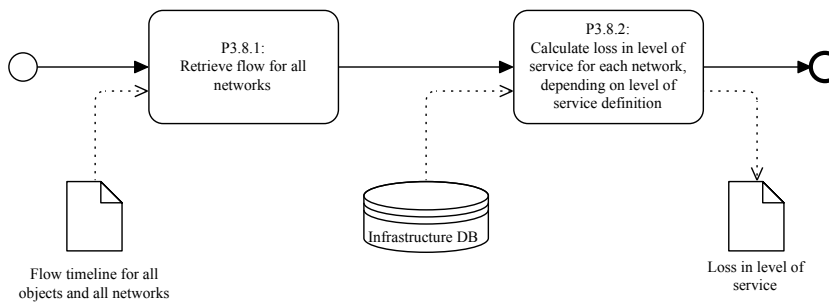 P3.8.1:
Retrieve flow for all
networks
P3.8.2:
Calculate loss in level of
service for each network,
depending on level of
service definition
Infrastructure DB
Flow timeline for all
objects and all networks
Loss in level of
service